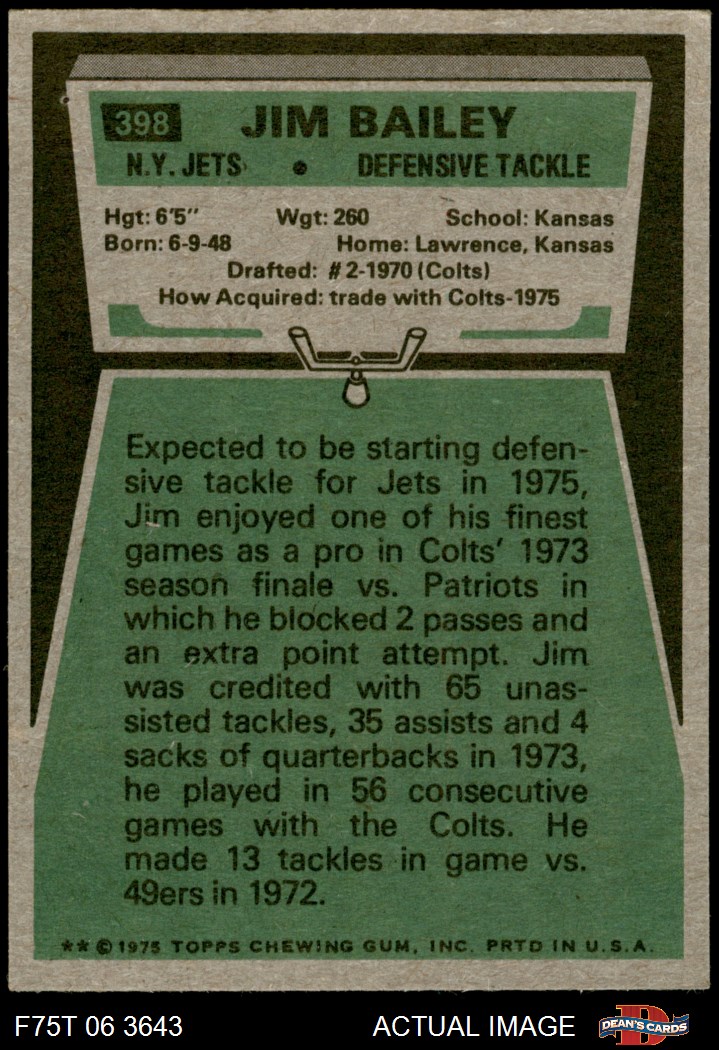 398 JIM BAILEY
N.Y. JETS • DEFENSIVE TACKLE
Hgt: 6'5" Wgt: 260 School: Kansas
Born: 6-9-48 Home: Lawrence, Kansas
Drafted: #2-1970 (Colts)
How Acquired: trade with Colts-1975
Expected to be starting defen-
sive tackle for Jets in 1975,
Jim enjoyed one of his finest
games as a pro in Colts' 1973
season finale vs. Patriots in
which he blocked 2 passes and
an extra point attempt. Jim
was credited with 65 unas-
sisted tackles, 35 assists and 4
sacks of quarterbacks in 1973,
he played in 56 consecutive
games with the Colts. He
made 13 tackles in game vs.
49ers in 1972.
** © 1975 TOPPS CHEWING GUM, INC. PRTD IN U.S.A.
F75T 06 3643 ACTUAL IMAGE DEAN'S CARDS